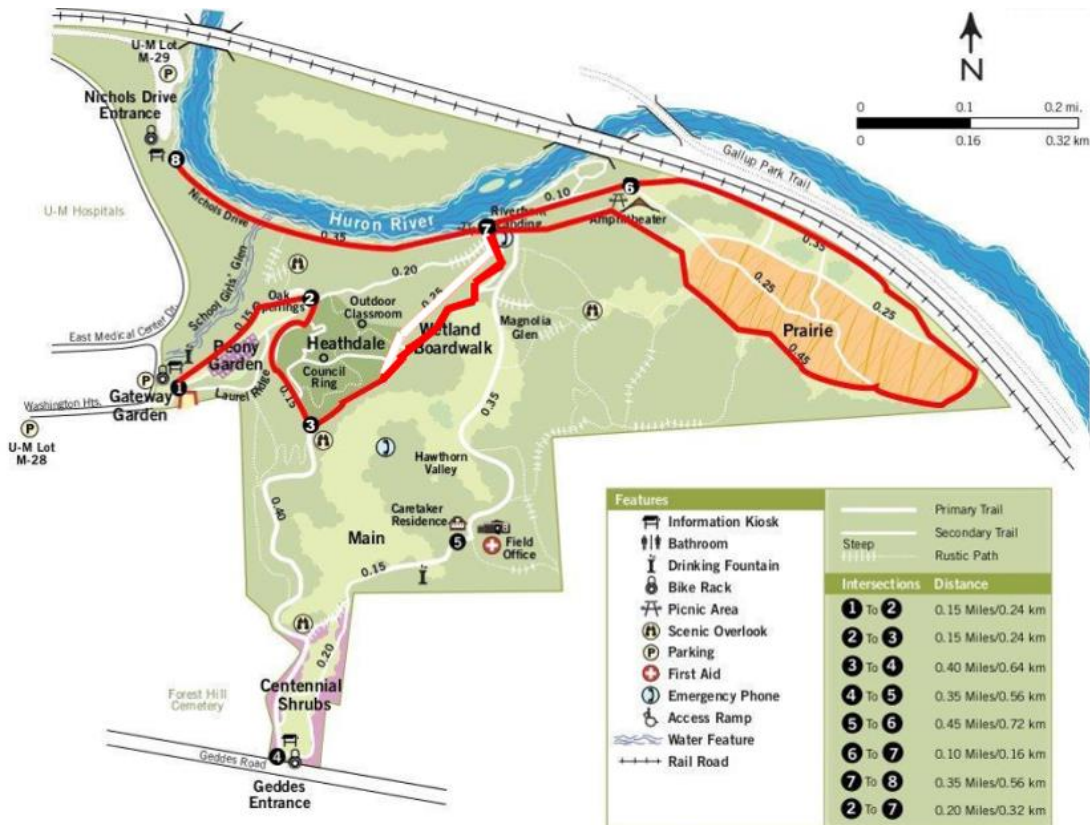 U-M Lot
M-29
P
Nichols Drive
Entrance
8
N
0
0.1
0.2 mi.
0
0.16
0.32 km
Gallup Park Trail
U-M Hospitals
Nichols Drive
0.35
Huron River
0.10
6
Amphitheater
7
0.20
0.25
School Girls' Glen
East Medical Center Dr.
0.15
Oak
Openings
2
Outdoor
Classroom
Heathdale
Council
Ring
Peony
Garden
Laurel Ridge
0.15
Wetland
Boardwalk
Magnolia
Glen
0.35
0.35
0.25
0.25
Prairie
0.45
P
1
Gateway
Garden
Washington Hts.
P
U-M Lot
M-28
3
Hawthorn
Valley
0.40
Caretaker
Residence
5
Field
Office
Main
0.15
0.20
Centennial
Shrubs
Forest Hill
Cemetery
4
Geddes Road
Geddes
Entrance
Features
Information Kiosk
Bathroom
Drinking Fountain
Bike Rack
Picnic Area
Scenic Overlook
P Parking
First Aid
Emergency Phone
Access Ramp
Water Feature
Rail Road
Primary Trail
Secondary Trail
Steep
Rustic Path
Intersections Distance
1 To 2 0.15 Miles/0.24 km
2 To 3 0.15 Miles/0.24 km
3 To 4 0.40 Miles/0.64 km
4 To 5 0.35 Miles/0.56 km
5 To 6 0.45 Miles/0.72 km
6 To 7 0.10 Miles/0.16 km
7 To 8 0.35 Miles/0.56 km
2 To 7 0.20 Miles/0.32 km